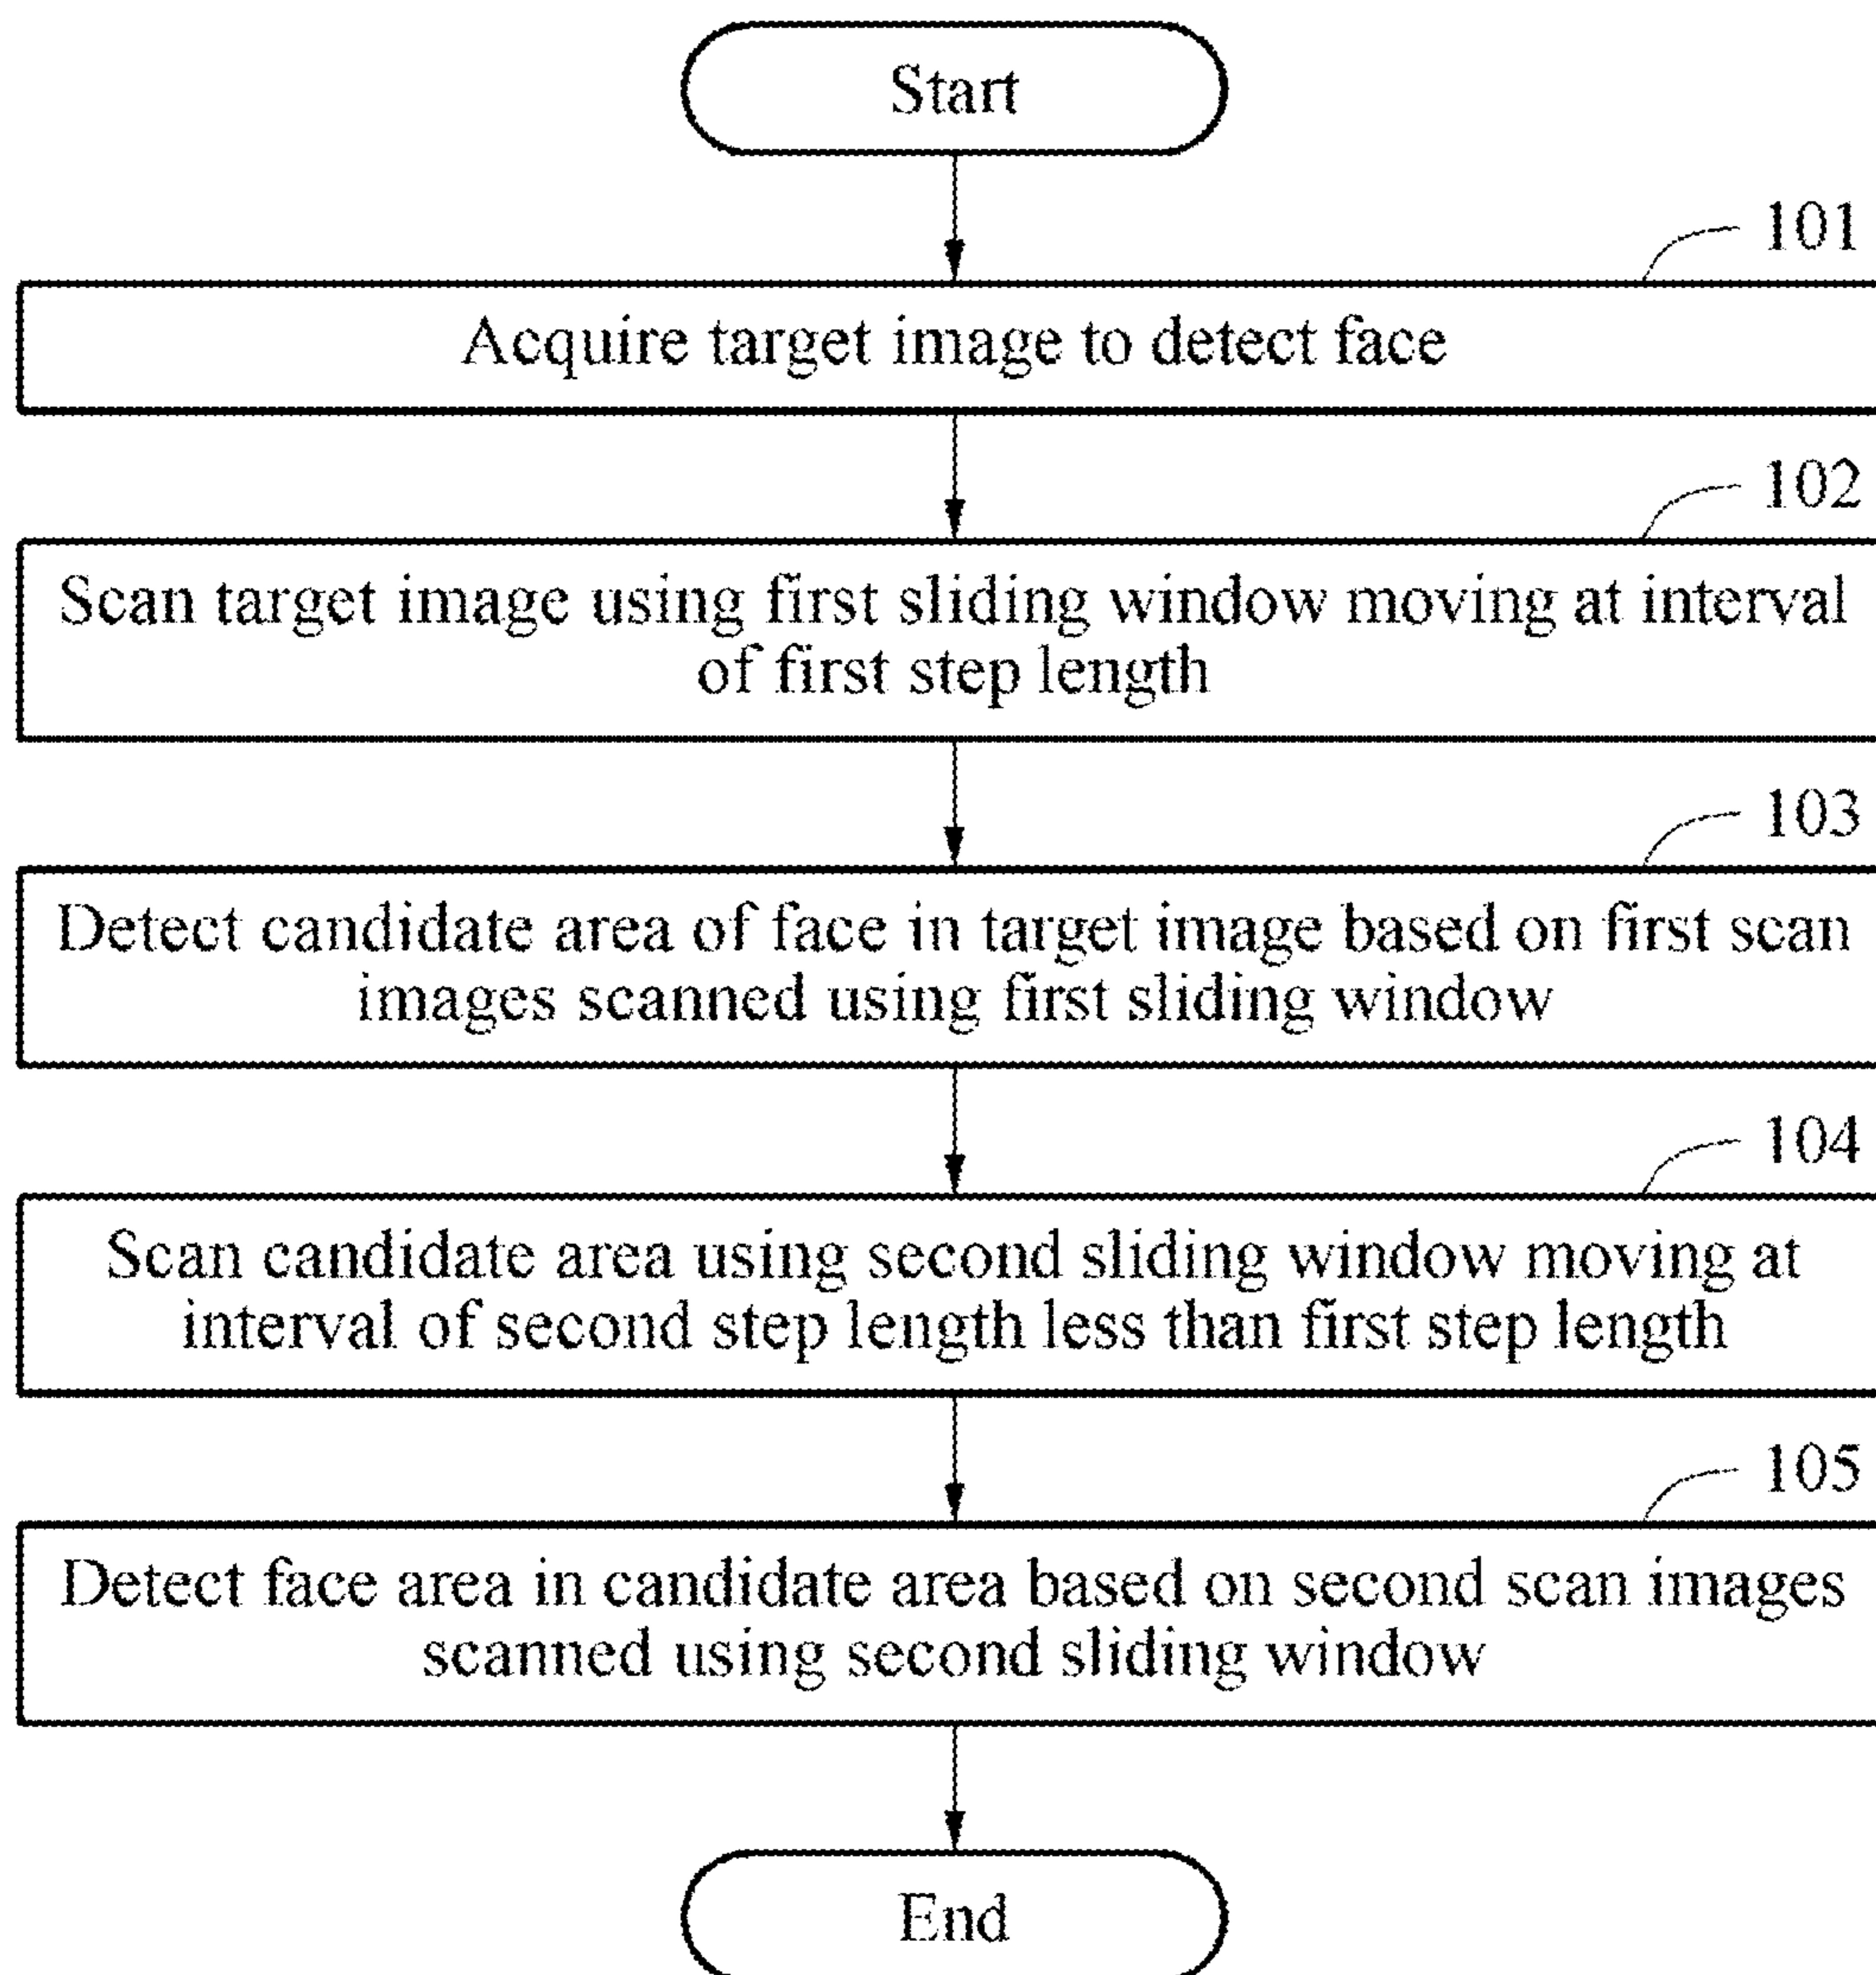 Start
101
Acquire target image to detect face
102
Scan target image using first sliding window moving at interval
of first step length
103
Detect candidate area of face in target image based on first scan
images scanned using first sliding window
104
Scan candidate area using second sliding window moving at
interval of second step length less than first step length
105
Detect face area in candidate area based on second scan images
scanned using second sliding window
End